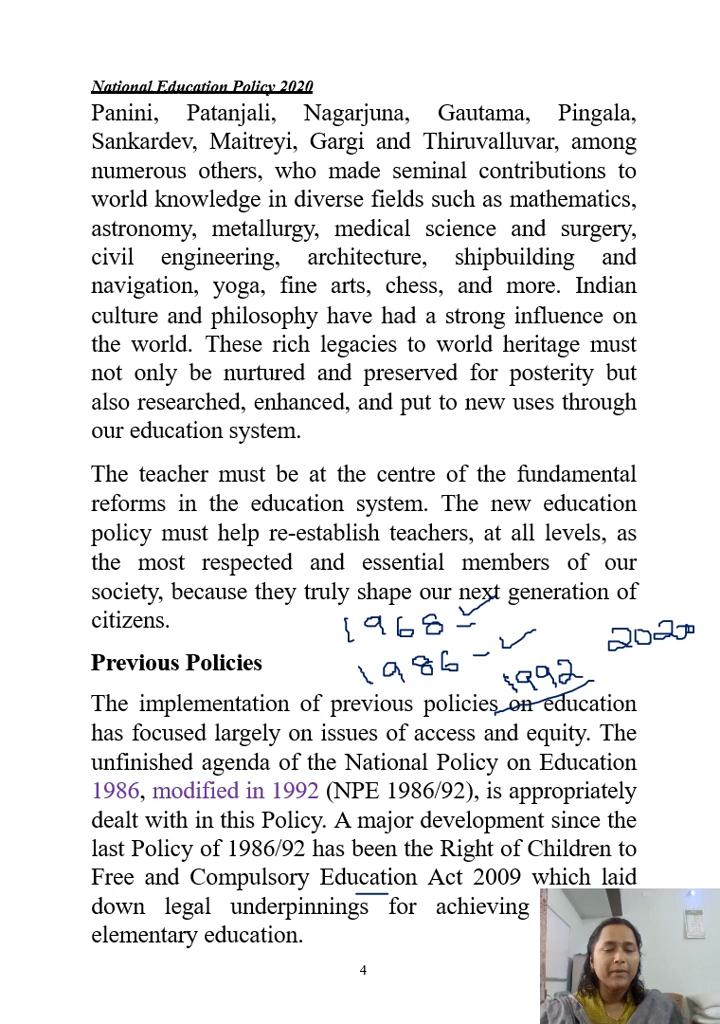 National Education Policy 2020
Panini, Patanjali, Nagarjuna, Gautama, Pingala,
Sankardev, Maitreyi, Gargi and Thiruvalluvar, among
numerous others, who made seminal contributions to
world knowledge in diverse fields such as mathematics,
astronomy, metallurgy, medical science and surgery,
civil engineering, architecture, shipbuilding and
navigation, yoga, fine arts, chess, and more. Indian
culture and philosophy have had a strong influence on
the world. These rich legacies to world heritage must
not only be nurtured and preserved for posterity but
also researched, enhanced, and put to new uses through
our education system.
The teacher must be at the centre of the fundamental
reforms in the education system. The new education
policy must help re-establish teachers, at all levels, as
the most respected and essential members of our
society, because they truly shape our next generation of
citizens.
1968
2020
Previous Policies
1986
1992
The implementation of previous policies on education
has focused largely on issues of access and equity. The
unfinished agenda of the National Policy on Education
1986, modified in 1992 (NPE 1986/92), is appropriately
dealt with in this Policy. A major development since the
last Policy of 1986/92 has been the Right of Children to
Free and Compulsory Education Act 2009 which laid
down legal underpinnings for achieving
elementary education.
4